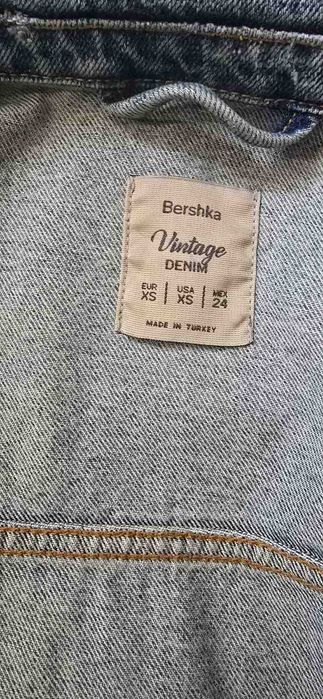 Bershka
Vintage
DENIM
EUR USA MEX
XS XS 24
MADE IN TURKEY